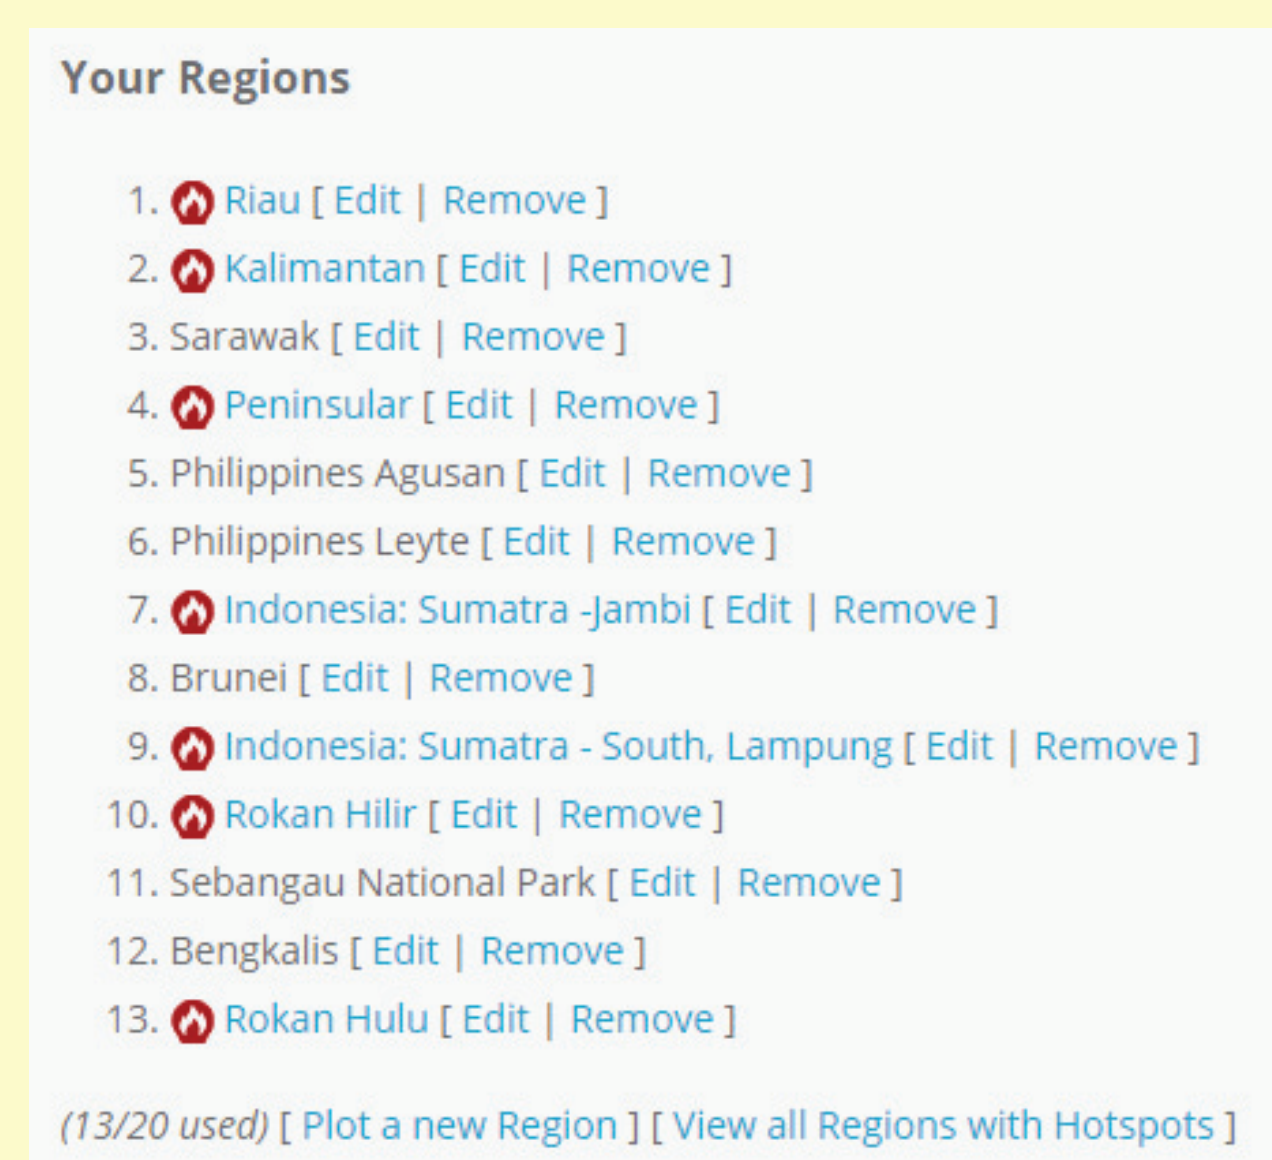 Your Regions
1. Riau [ Edit | Remove ]
2. Kalimantan [ Edit | Remove ]
3. Sarawak [ Edit | Remove ]
4. Peninsular [ Edit | Remove ]
5. Philippines Agusan [ Edit | Remove ]
6. Philippines Leyte [ Edit | Remove ]
7. Indonesia: Sumatra -Jambi [ Edit | Remove ]
8. Brunei [ Edit | Remove ]
9. Indonesia: Sumatra - South, Lampung [ Edit | Remove ]
10. Rokan Hilir [ Edit | Remove ]
11. Sebangau National Park [ Edit | Remove ]
12. Bengkalis [ Edit | Remove ]
13. Rokan Hulu [ Edit | Remove ]
(13/20 used) [ Plot a new Region ] [ View all Regions with Hotspots ]